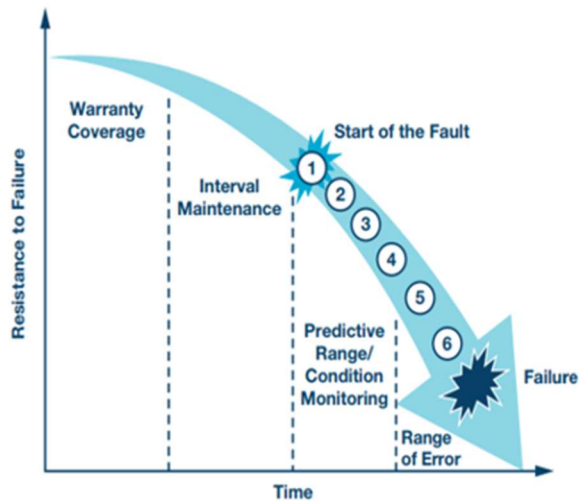 Resistance to Failure
Warranty
Coverage
Start of the Fault
1
Interval
Maintenance
2
3
4
5
6
Predictive
Range/
Condition
Monitoring
Failure
Range
of Error
Time